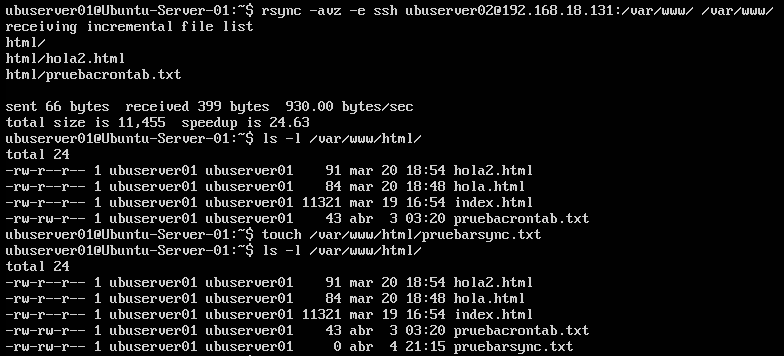 ubuserver01@Ubuntu-Server-01:~$ rsync -avz -e ssh ubuserver02@192.168.18.131:/var/www/ /var/www/
receiving incremental file list
html/
html/hola2.html
html/pruebacrontab.txt
sent 66 bytes  received 399 bytes  930.00 bytes/sec
total size is 11,455  speedup is 24.63
ubuserver01@Ubuntu-Server-01:~$ ls -l /var/www/html/
total 24
-rw-r--r-- 1 ubuserver01 ubuserver01    91 mar 20 18:54 hola2.html
-rw-r--r-- 1 ubuserver01 ubuserver01    84 mar 20 18:48 hola.html
-rw-r--r-- 1 ubuserver01 ubuserver01 11321 mar 19 16:54 index.html
-rw-rw-r-- 1 ubuserver01 ubuserver01    43 abr  3 03:20 pruebacrontab.txt
ubuserver01@Ubuntu-Server-01:~$ touch /var/www/html/pruebarsync.txt
ubuserver01@Ubuntu-Server-01:~$ ls -l /var/www/html/
total 24
-rw-r--r-- 1 ubuserver01 ubuserver01    91 mar 20 18:54 hola2.html
-rw-r--r-- 1 ubuserver01 ubuserver01    84 mar 20 18:48 hola.html
-rw-r--r-- 1 ubuserver01 ubuserver01 11321 mar 19 16:54 index.html
-rw-rw-r-- 1 ubuserver01 ubuserver01    43 abr  3 03:20 pruebacrontab.txt
-rw-rw-r-- 1 ubuserver01 ubuserver01     0 abr  4 21:15 pruebarsync.txt